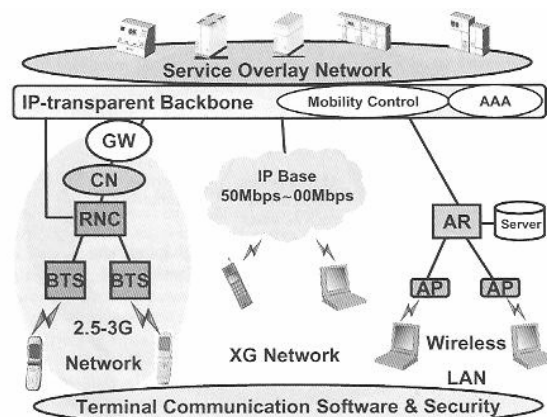 Service Overlay Network
IP-transparent Backbone
Mobility Control
AAA
GW
CN
IP Base
50Mbps~00Mbps
RNC
AR
Server
BTS
BTS
AP
AP
2.5-3G
Network
XG Network
Wireless
LAN
Terminal Communication Software & Security